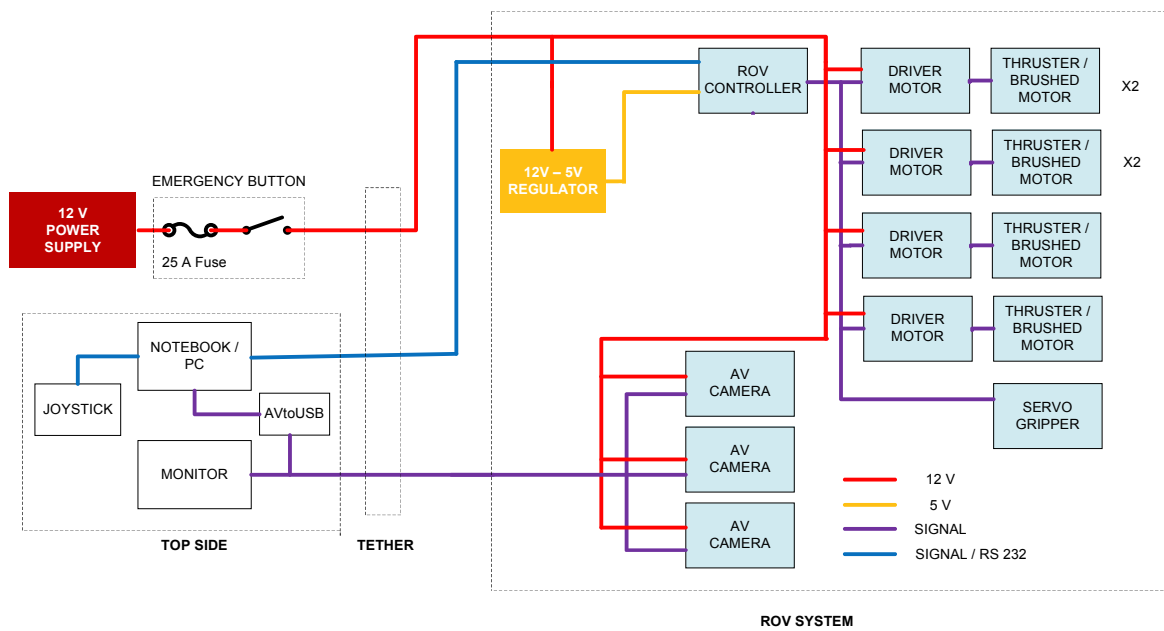 ROV
CONTROLLER
DRIVER
MOTOR
THRUSTER /
BRUSHED
MOTOR
X2
12V – 5V
REGULATOR
DRIVER
MOTOR
THRUSTER /
BRUSHED
MOTOR
X2
EMERGENCY BUTTON
12 V
POWER
SUPPLY
25 A Fuse
DRIVER
MOTOR
THRUSTER /
BRUSHED
MOTOR
DRIVER
MOTOR
THRUSTER /
BRUSHED
MOTOR
NOTEBOOK /
PC
JOYSTICK
AVtoUSB
MONITOR
AV
CAMERA
AV
CAMERA
AV
CAMERA
SERVO
GRIPPER
12 V
5 V
SIGNAL
SIGNAL / RS 232
TOP SIDE
TETHER
ROV SYSTEM